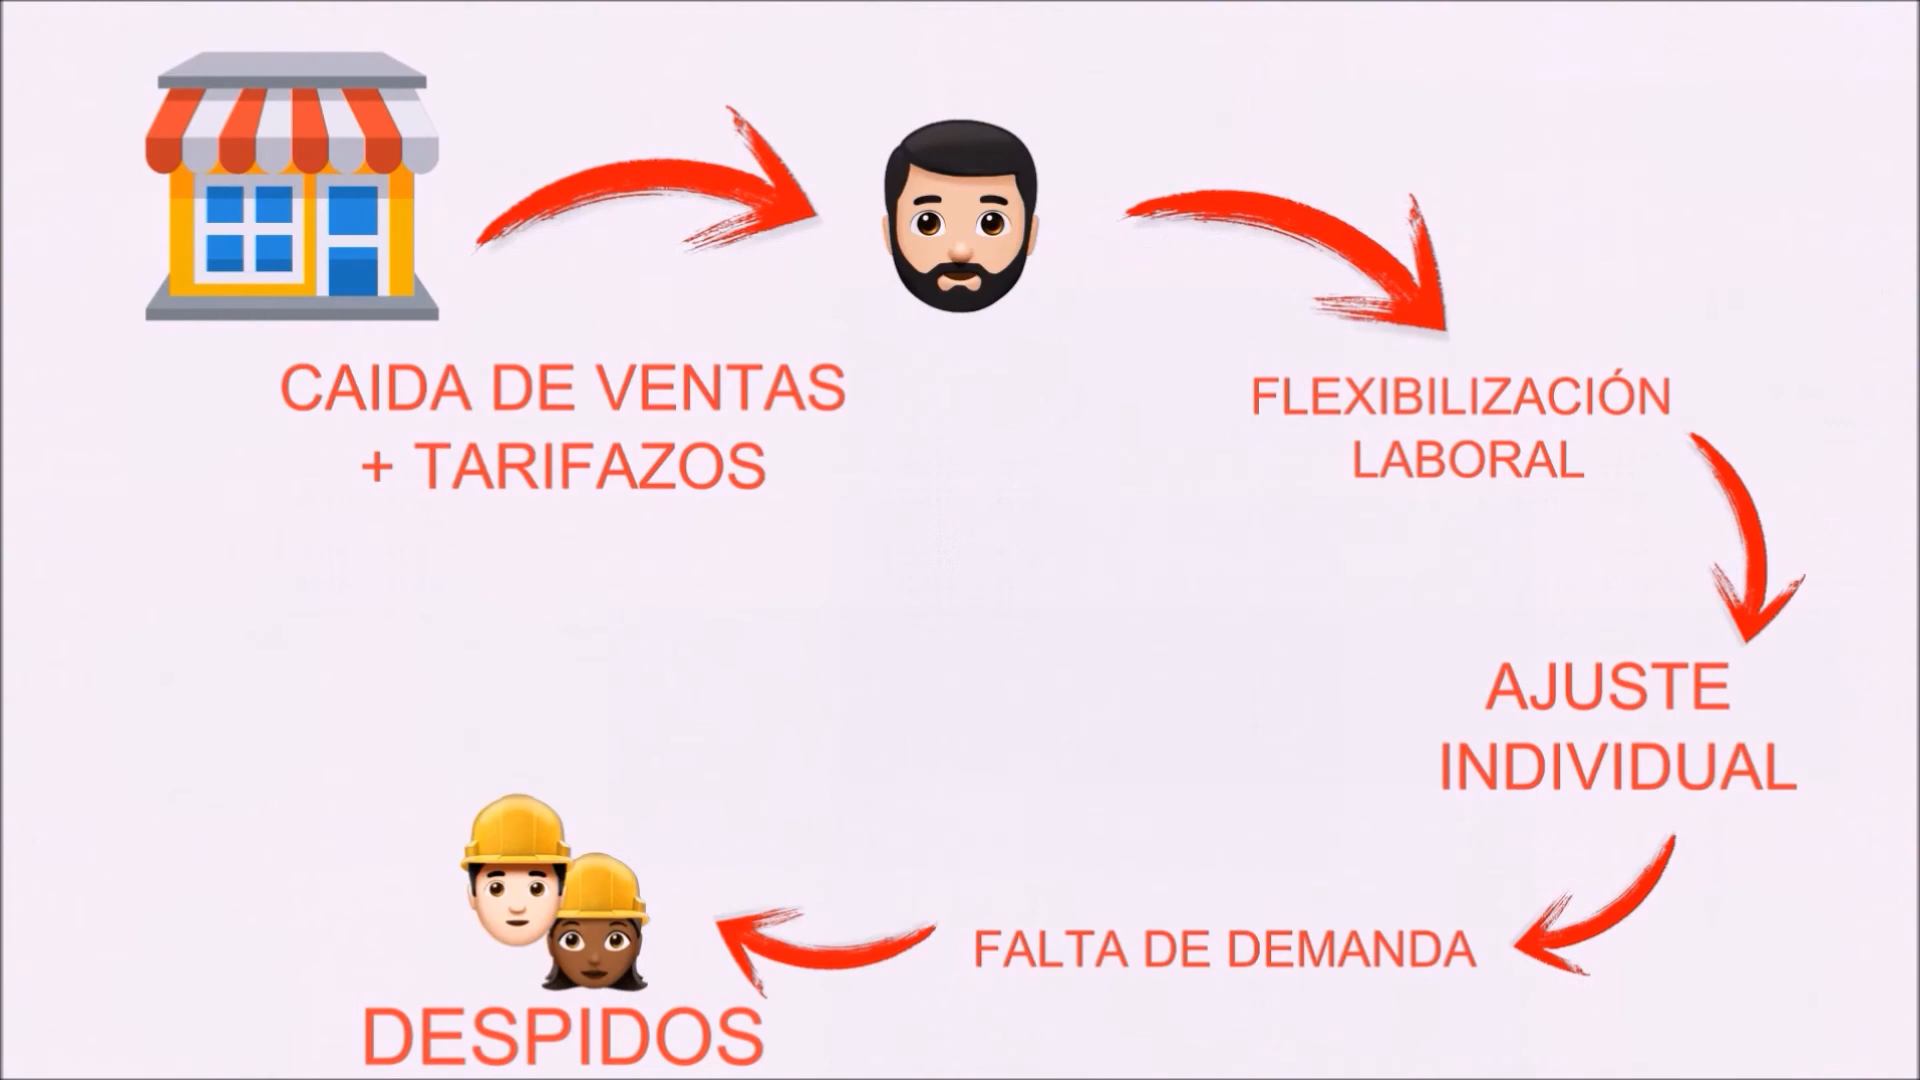 CAIDA DE VENTAS
+ TARIFAZOS
FLEXIBILIZACIÓN
LABORAL
AJUSTE
INDIVIDUAL
FALTA DE DEMANDA
DESPIDOS